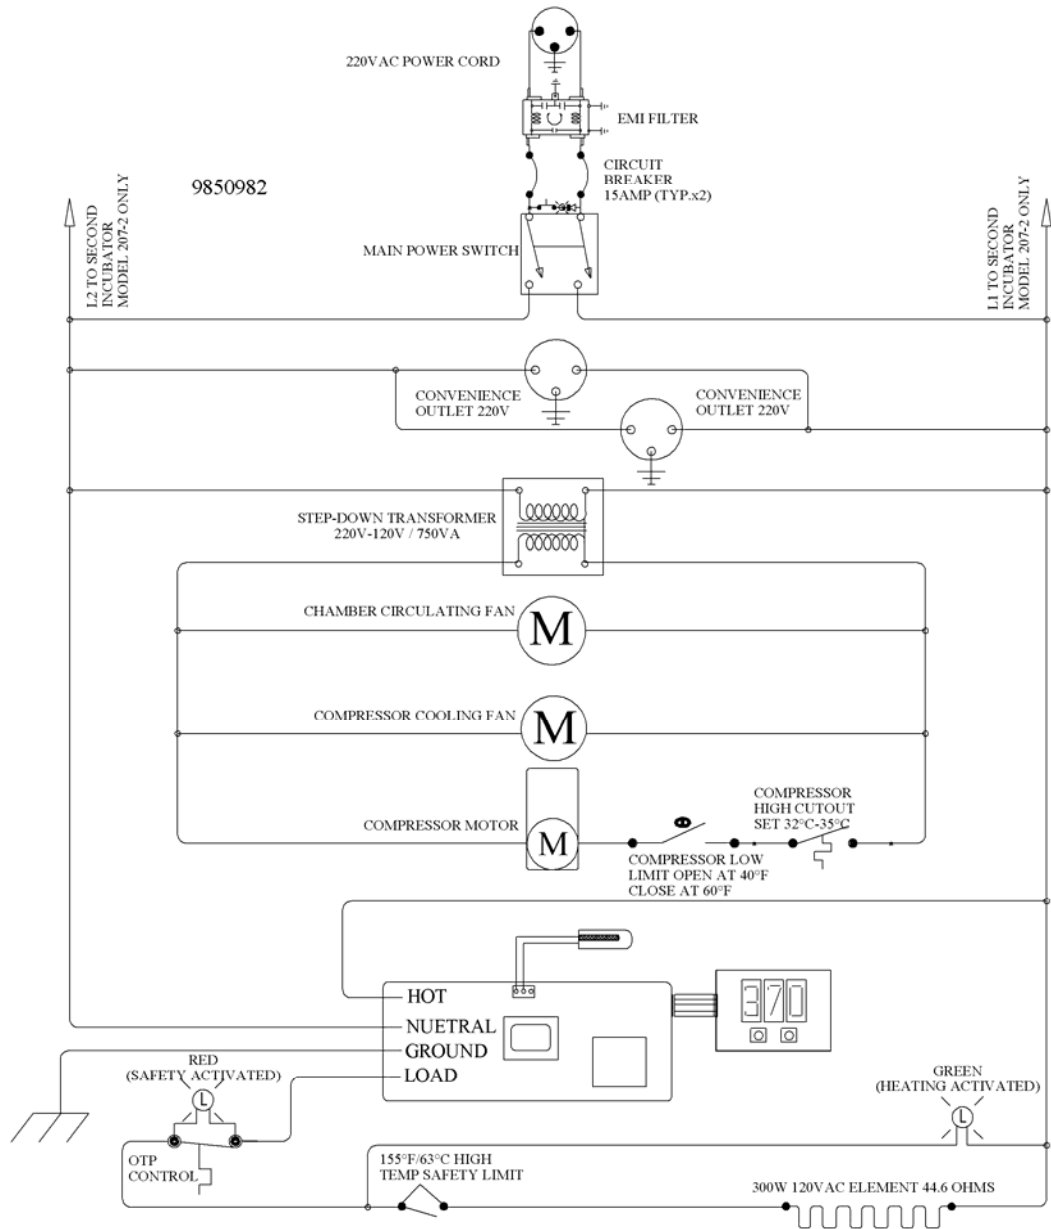 220VAC POWER CORD
EMI FILTER
CIRCUIT
BREAKER
15AMP (TYP.x2)
9850982
MAIN POWER SWITCH
L2 TO SECOND
INCUBATOR
MODEL 207-2 ONLY
L1 TO SECOND
INCUBATOR
MODEL 207-2 ONLY
CONVENIENCE
OUTLET 220V
CONVENIENCE
OUTLET 220V
STEP-DOWN TRANSFORMER
220V-120V / 750VA
CHAMBER CIRCULATING FAN
M
COMPRESSOR COOLING FAN
M
COMPRESSOR MOTOR
M
COMPRESSOR
HIGH CUTOUT
SET 32°C-35°C
COMPRESSOR LOW
LIMIT OPEN AT 40°F
CLOSE AT 60°F
HOT
NUETRAL
GROUND
LOAD
370
RED
(SAFETY ACTIVATED)
L
GREEN
(HEATING ACTIVATED)
L
OTP
CONTROL
155°F/63°C HIGH
TEMP SAFETY LIMIT
300W 120VAC ELEMENT 44.6 OHMS